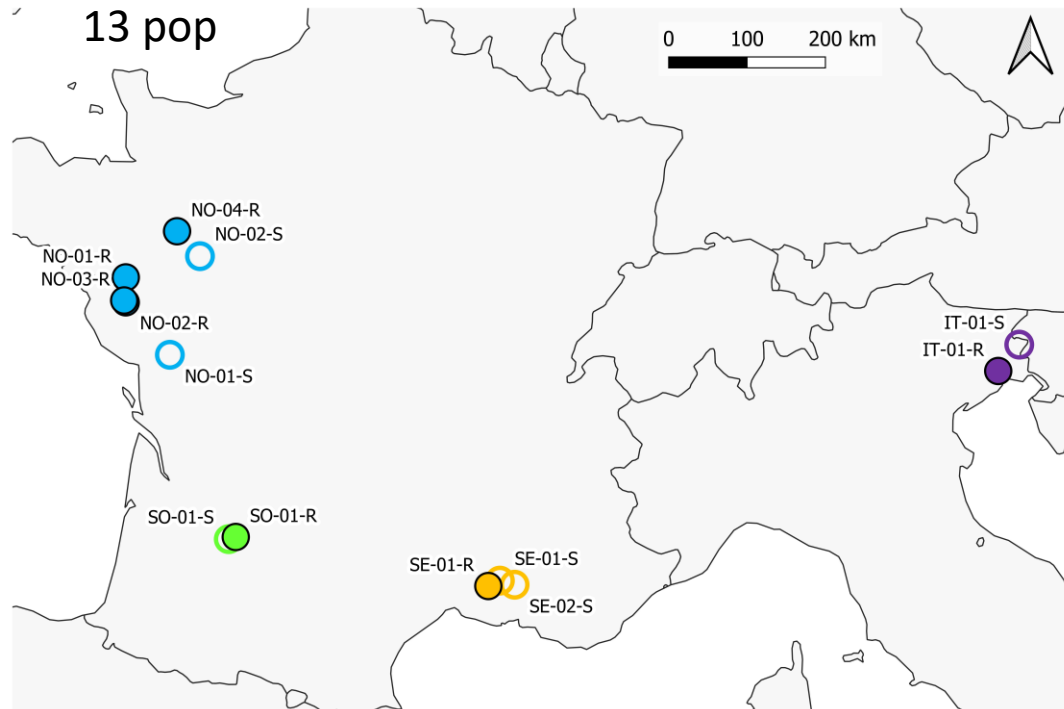 13 pop
0 100 200 km
NO-04-R
NO-02-S
NO-01-R
NO-03-R
NO-02-R
NO-01-S
IT-01-S
IT-01-R
SO-01-S SO-01-R
SE-01-R SE-01-S
SE-02-S